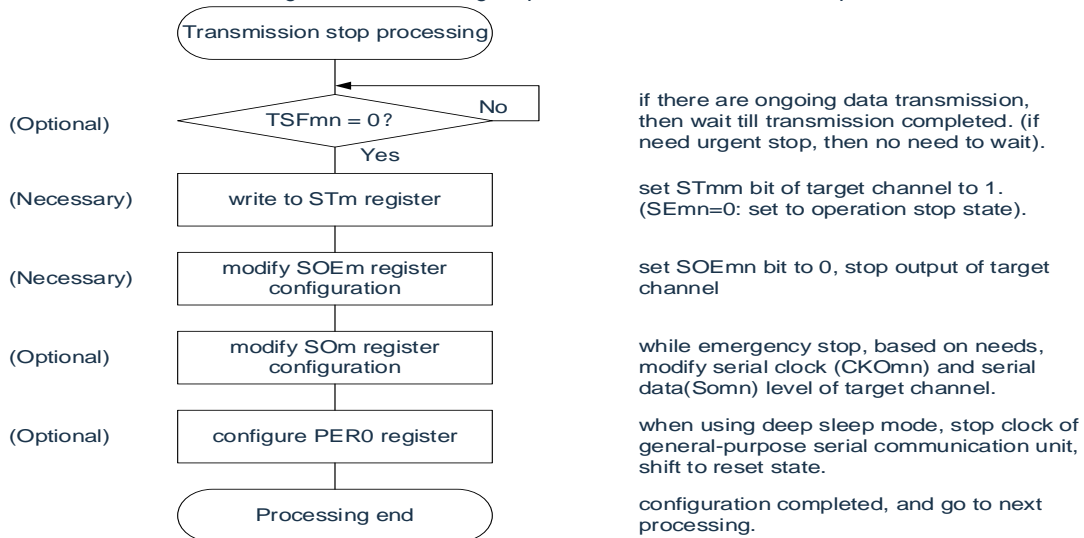 Transmission stop processing
(Optional)
TSFmn = 0?
No
Yes
if there are ongoing data transmission,
then wait till transmission completed. (if
need urgent stop, then no need to wait).
(Necessary)
write to STm register
set STmm bit of target channel to 1.
(SEmn=0: set to operation stop state).
(Necessary)
modify SOEm register
configuration
set SOEmn bit to 0, stop output of target
channel
(Optional)
modify SOm register
configuration
while emergency stop, based on needs,
modify serial clock (CKOmn) and serial
data(Somn) level of target channel.
(Optional)
configure PER0 register
when using deep sleep mode, stop clock of
general-purpose serial communication unit,
shift to reset state.
Processing end
configuration completed, and go to next
processing.